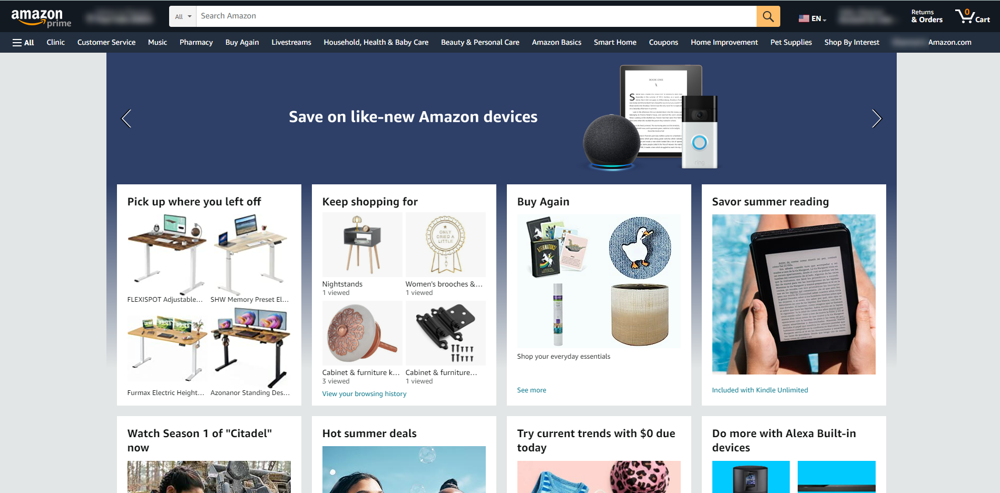 amazon
prime
All
Search Amazon
EN
Returns
& Orders
0
Cart
All
Clinic
Customer Service
Music
Pharmacy
Buy Again
Livestreams
Household, Health & Baby Care
Beauty & Personal Care
Amazon Basics
Smart Home
Coupons
Home Improvement
Pet Supplies
Shop By Interest
Amazon.com
Save on like-new Amazon devices
BOOK ONE
ring
Pick up where you left off
FLEXISPOT Adjustable...
SHW Memory Preset El...
Furmax Electric Height...
Azonanor Standing Des...
Keep shopping for
ONLY
CRIED A
LITTLE
YAY
Nightstands
1 viewed
Women's brooches &...
1 viewed
Cabinet & furniture k...
3 viewed
Cabinet & furniture...
1 viewed
View your browsing history
Buy Again
AFFIRMATORS!
Shop your everyday essentials
See more
Savor summer reading
Included with Kindle Unlimited
Watch Season 1 of "Citadel"
now
Hot summer deals
Try current trends with $0 due
today
Do more with Alexa Built-in
devices